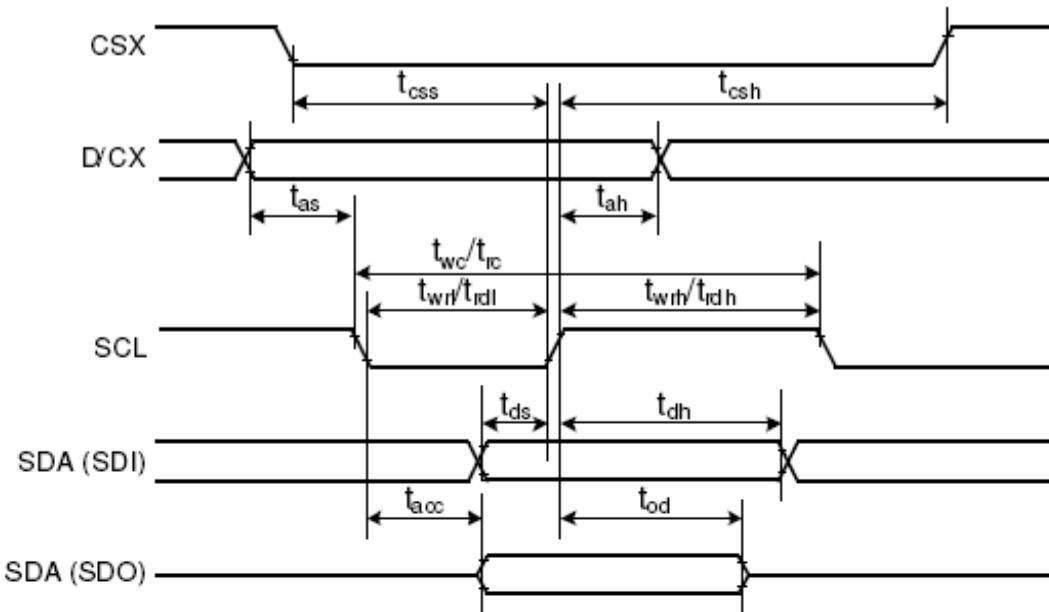 CSX
tcss
tcsh
D/CX
tas
tah
twc/trc
twrl/trdl
twrh/trdh
SCL
tds
tdh
SDA (SDI)
tacc
tod
SDA (SDO)